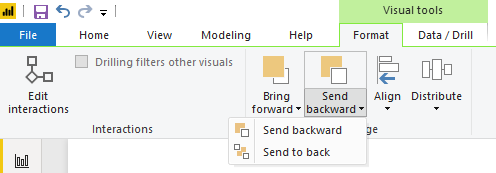 Visual tools
File Home View Modeling Help Format Data / Drill
Drilling filters other visuals
Edit interactions
Bring forward
Send backward
Align
Distribute
Interactions
Send backward
Send to back